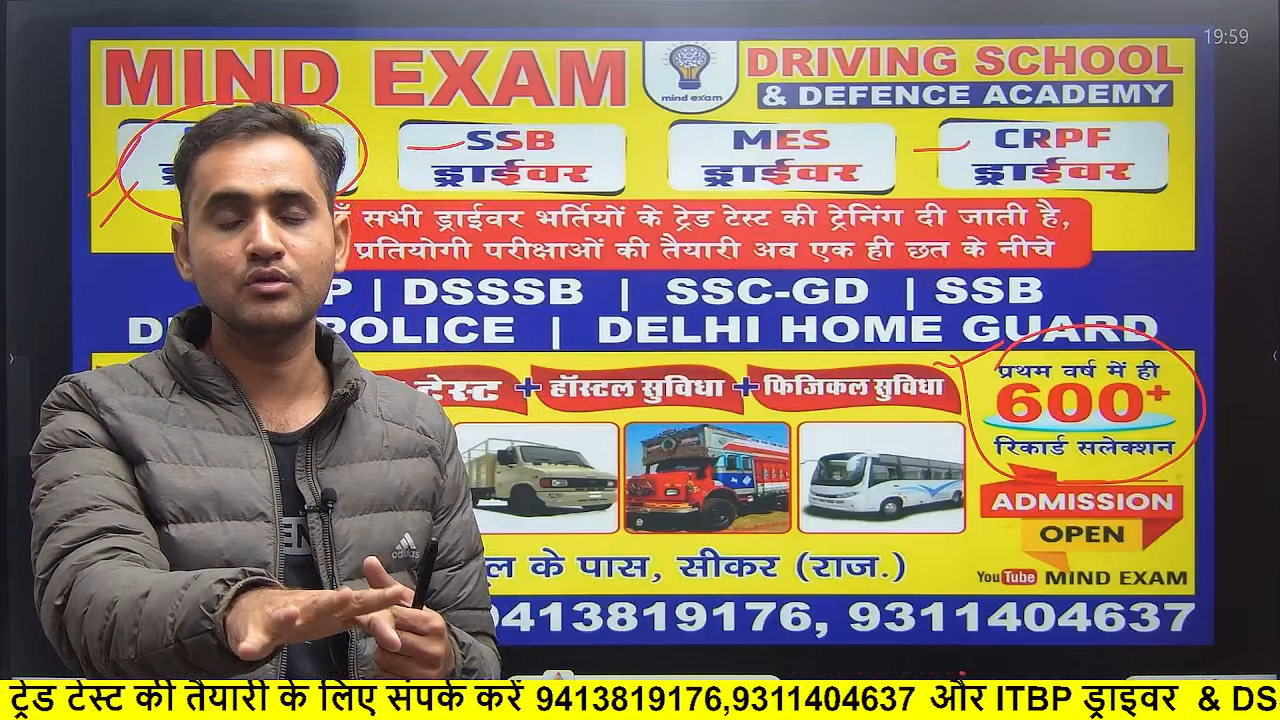 19:59
MIND EXAM
mind exam
DRIVING SCHOOL
& DEFENCE ACADEMY
SSB
ड्राईवर
MES
ड्राईवर
CRPF
ड्राईवर
सभी ड्राईवर भर्तियों के ट्रेड टेस्ट की ट्रेनिंग दी जाती है,
प्रतियोगी परीक्षाओं की तैयारी अब एक ही छत के नीचे
P | DSSSB | SSC-GD | SSB
POLICE | DELHI HOME GUARD
टेस्ट + हॉस्टल सुविधा + फिजिकल सुविधा
प्रथम वर्ष में ही
600+
रिकार्ड सलेक्शन
ADMISSION
OPEN
के पास, सीकर (राज.)
YouTube MIND EXAM
9413819176, 9311404637
adidas
ट्रेड टेस्ट की तैयारी के लिए संपर्क करें 9413819176,9311404637 और ITBP ड्राइवर & DS